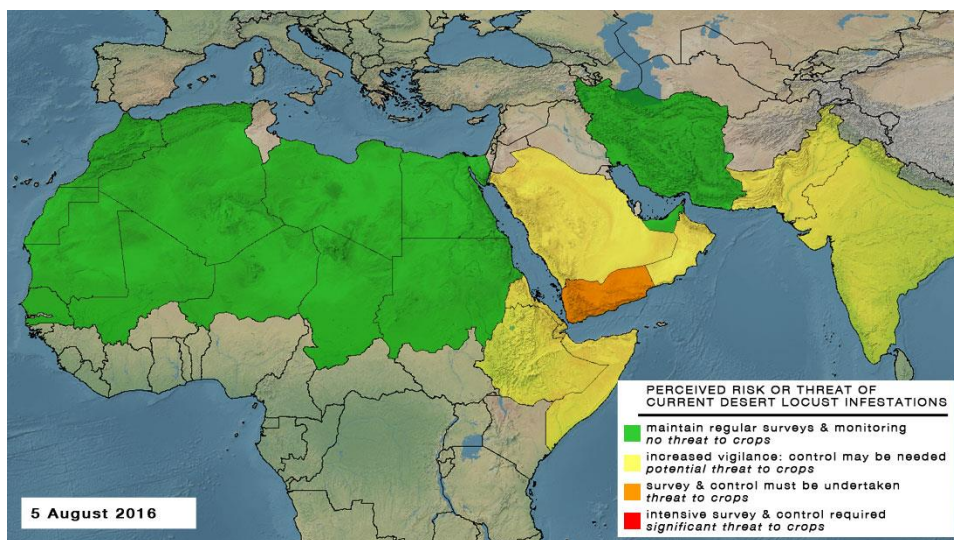 PERCEIVED RISK OR THREAT OF
CURRENT DESERT LOCUST INFESTATIONS
maintain regular surveys & monitoring
no threat to crops
increased vigilance: control may be needed
potential threat to crops
survey & control must be undertaken
threat to crops
intensive survey & control required
significant threat to crops
5 August 2016